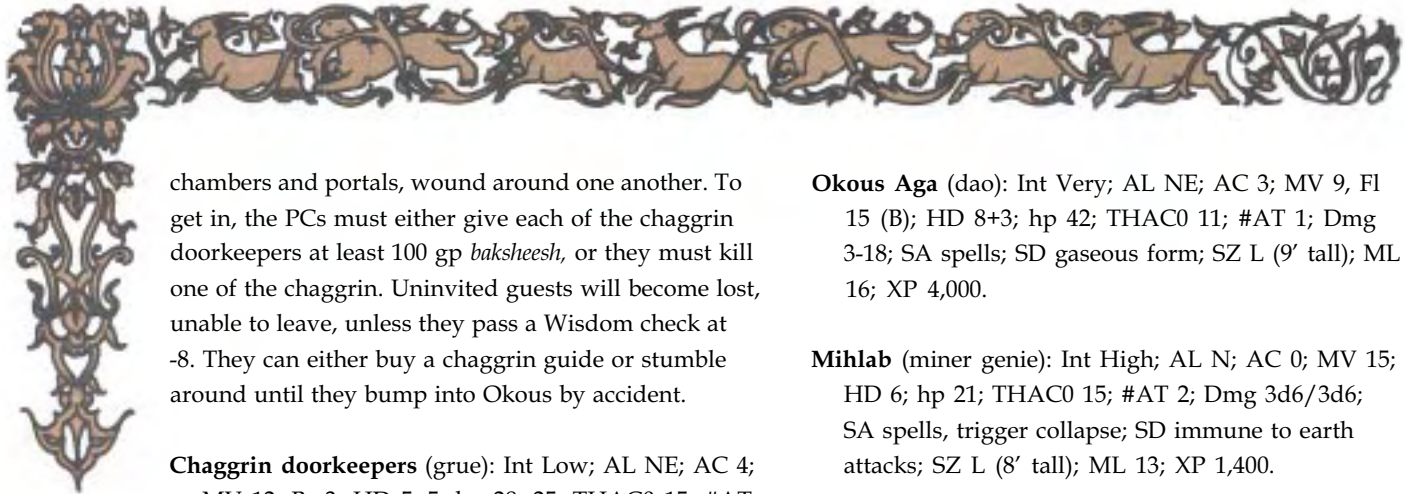 chambers and portals, wound around one another. To
get in, the PCs must either give each of the chaggrin
doorkeepers at least 100 gp baksheesh, or they must kill
one of the chaggrin. Uninvited guests will become lost,
unable to leave, unless they pass a Wisdom check at
-8. They can either buy a chaggrin guide or stumble
around until they bump into Okous by accident.
Chaggrin doorkeepers (grue): Int Low; AL NE; AC 4;
Okous Aga (dao): Int Very; AL NE; AC 3; MV 9, Fl
15 (B); HD 8+3; hp 42; THAC0 11; #AT 1; Dmg
3-18; SA spells; SD gaseous form; SZ L (9′ tall); ML
16; XP 4,000.
Mihlab (miner genie): Int High; AL N; AC 0; MV 15;
HD 6; hp 21; THAC0 15; #AT 2; Dmg 3d6/3d6;
SA spells, trigger collapse; SD immune to earth
attacks; SZ L (8′ tall); ML 13; XP 1,400.